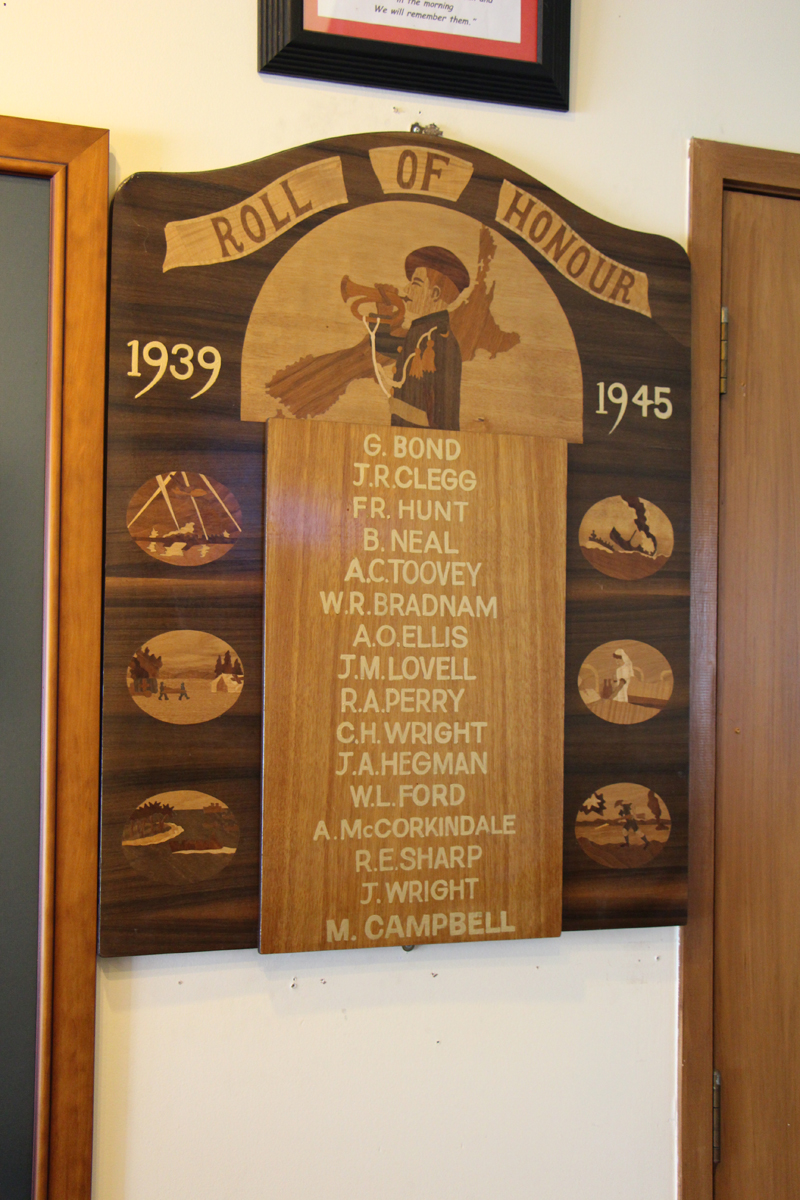 in the morning
We will remember them."
ROLL OF HONOUR
1939
1945
G. BOND
J.R.CLEGG
FR. HUNT
B. NEAL
A.C.TOOVEY
W.R.BRADNAM
A.O.ELLIS
J.M.LOVELL
R.A.PERRY
C.H.WRIGHT
J.A.HEGMAN
W.L.FORD
A.McCORKINDALE
R.E.SHARP
J.WRIGHT
M. CAMPBELL